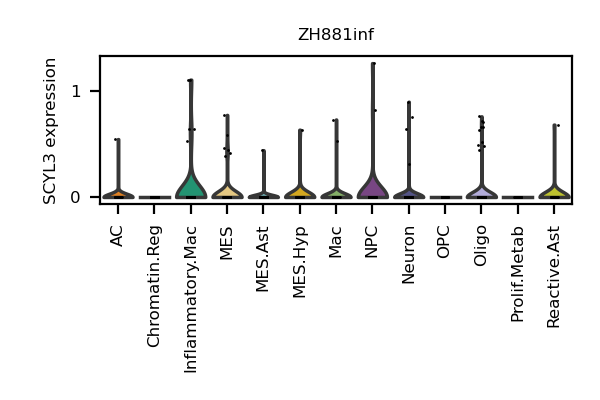 ZH881inf
SCYL3 expression
1
0
AC
Chromatin.Reg
Inflammatory.Mac
MES
MES.Ast
MES.Hyp
Mac
NPC
Neuron
OPC
Oligo
Prolif.Metab
Reactive.Ast